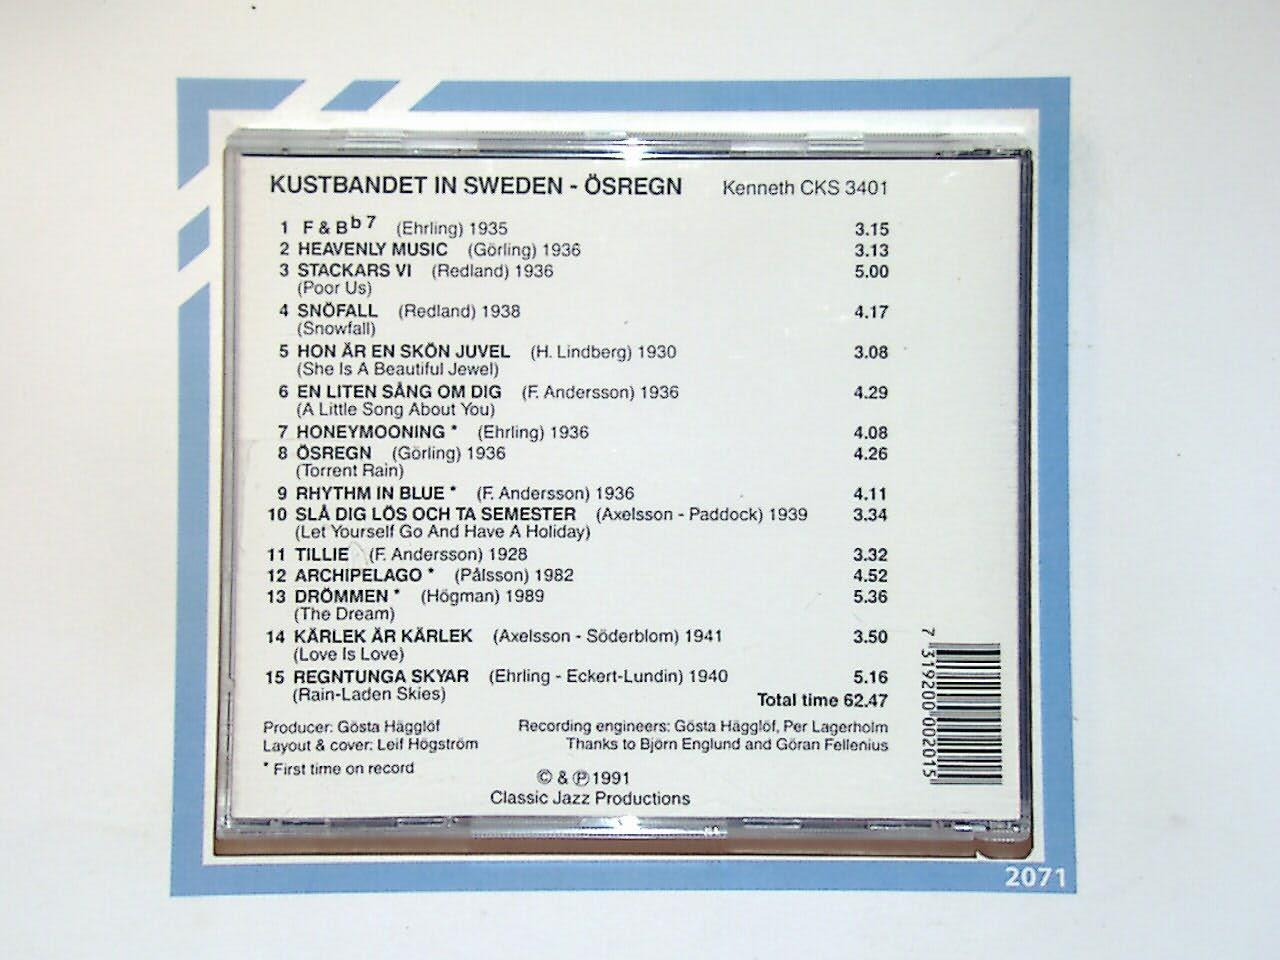 KUSTBANDET IN SWEDEN - ÖSREGN Kenneth CKS 3401
1 F & Bb7 (Ehrling) 1935 3.15
2 HEAVENLY MUSIC (Görling) 1936 3.13
3 STACKARS VI (Redland) 1936 5.00
(Poor Us)
4 SNÖFALL (Redland) 1938 4.17
(Snowfall)
5 HON ÄR EN SKÖN JUVEL (H. Lindberg) 1930 3.08
(She Is A Beautiful Jewel)
6 EN LITEN SÅNG OM DIG (F. Andersson) 1936 4.29
(A Little Song About You)
7 HONEYMOONING * (Ehrling) 1936 4.08
8 ÖSREGN (Görling) 1936 4.26
(Torrent Rain)
9 RHYTHM IN BLUE * (F. Andersson) 1936 4.11
10 SLÅ DIG LÖS OCH TA SEMESTER (Axelsson - Paddock) 1939 3.34
(Let Yourself Go And Have A Holiday)
11 TILLIE (F. Andersson) 1928 3.32
12 ARCHIPELAGO * (Pålsson) 1982 4.52
13 DRÖMMEN * (Högman) 1989 5.36
(The Dream)
14 KÄRLEK ÄR KÄRLEK (Axelsson - Söderblom) 1941 3.50
(Love Is Love)
15 REGNTUNGA SKYAR (Ehrling - Eckert-Lundin) 1940 5.16
(Rain-Laden Skies)
Total time 62.47
Producer: Gösta Hägglöf
Layout & cover: Leif Högström
* First time on record
Recording engineers: Gösta Hägglöf, Per Lagerholm
Thanks to Björn Englund and Göran Fellenius
© & ℗ 1991
Classic Jazz Productions
7 319200 002015
2071